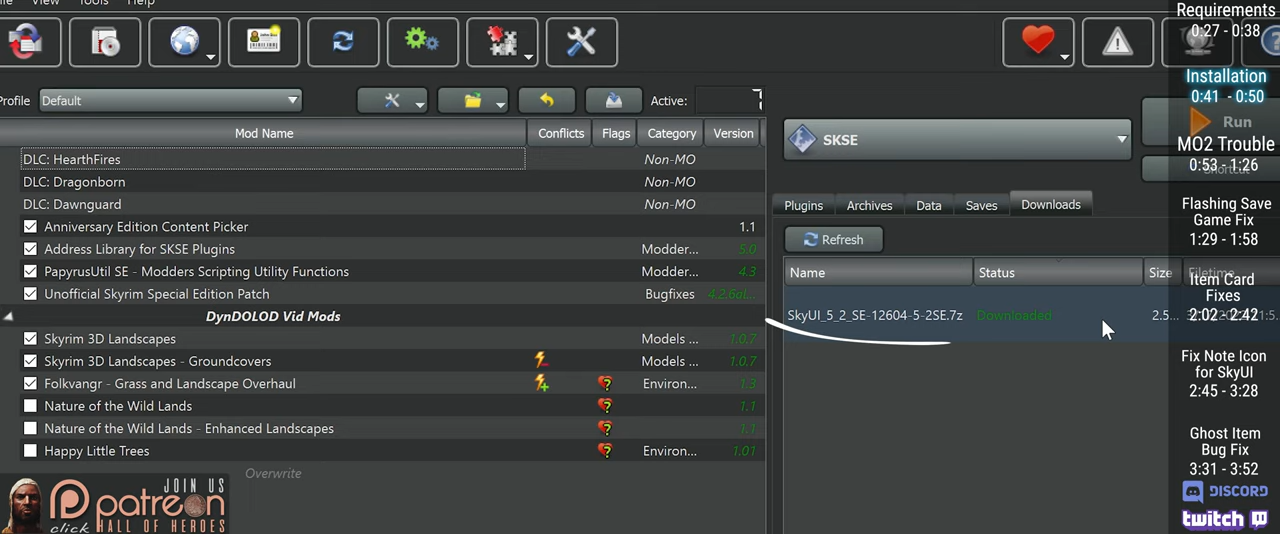 View
Tools
Help
Requirements
0:27 - 0:38
Installation
0:41 - 0:50
Run
MO2 Trouble
0:53 - 1:26
Flashing Save
Game Fix
1:29 - 1:58
Item Card
Fixes
2:02 - 2:42
Fix Note Icon
for SkyUI
2:45 - 3:28
Ghost Item
Bug Fix
3:31 - 3:52
DISCORD
twitch
Profile Default Active:
Mod Name Conflicts Flags Category Version
DLC: HearthFires Non-MO
DLC: Dragonborn Non-MO
DLC: Dawnguard Non-MO
Anniversary Edition Content Picker 1.1
Address Library for SKSE Plugins Modder... 5.0
PapyrusUtil SE - Modders Scripting Utility Functions Modder... 4.3
Unofficial Skyrim Special Edition Patch Bugfixes 4.2.6a...
DynDOLOD Vid Mods
Skyrim 3D Landscapes Models ... 1.0.7
Skyrim 3D Landscapes - Groundcovers Models ... 1.0.7
Folkvangr - Grass and Landscape Overhaul Environ... 1.3
Nature of the Wild Lands 1.1
Nature of the Wild Lands - Enhanced Landscapes 1.1
Happy Little Trees Environ... 1.01
Overwrite
SKSE
Plugins Archives Data Saves Downloads
Refresh
Name Status Size Filetime
SkyUI_5_2_SE-12604-5-2SE.7z Downloaded 2.5...
JOIN US
patreon
click HALL OF HEROES